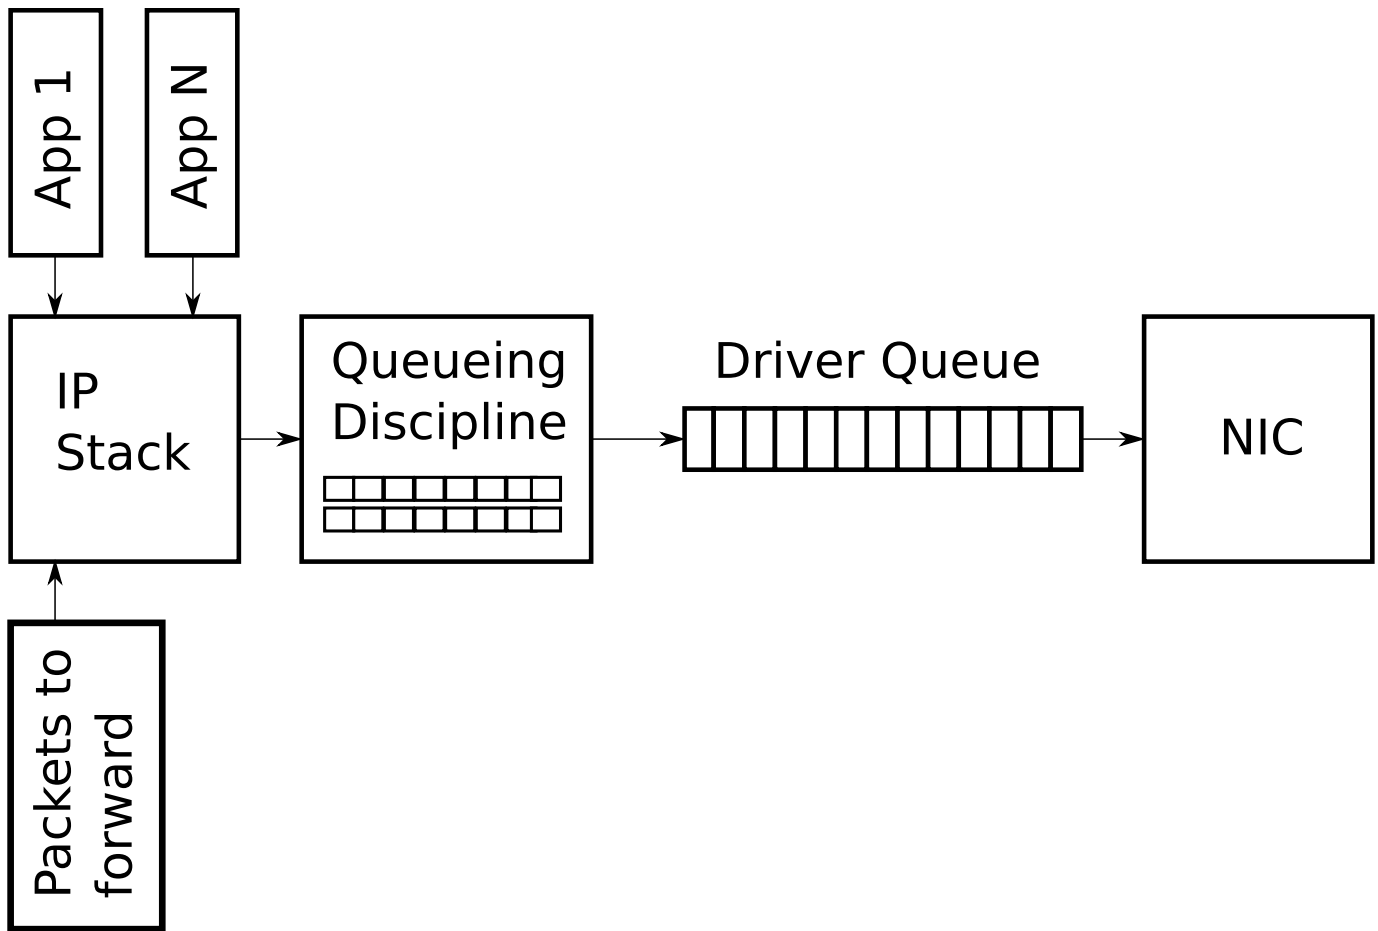 App 1
App N
IP
Stack
Queueing
Discipline
Driver Queue
NIC
Packets to
forward